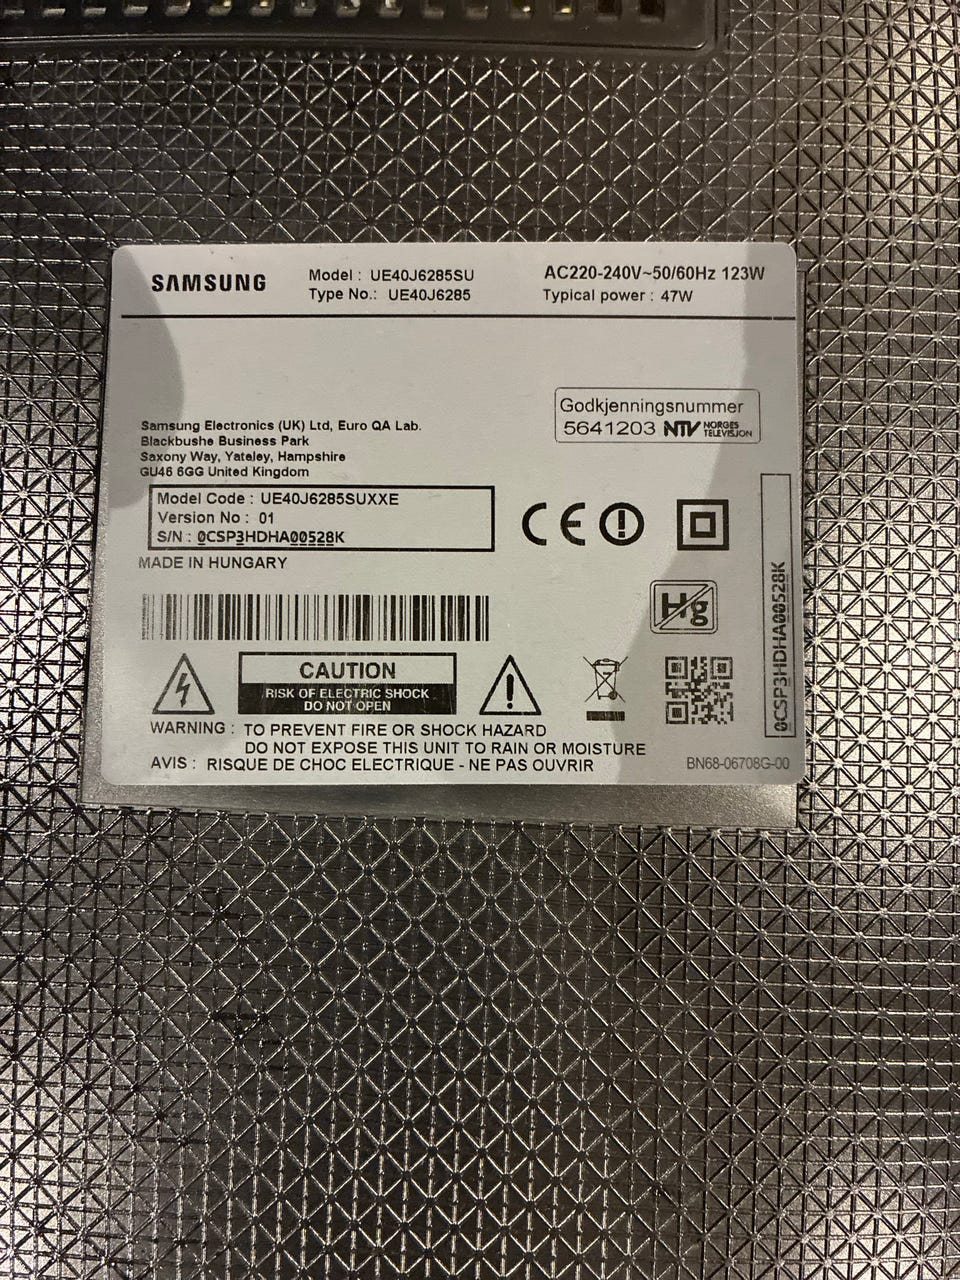 SAMSUNG
Model : UE40J6285SU
Type No.: UE40J6285
AC220-240V~50/60Hz 123W
Typical power : 47W
Godkjenningsnummer
5641203 NTV NORGES TELEVISJON
Samsung Electronics (UK) Ltd, Euro QA Lab.
Blackbushe Business Park
Saxony Way, Yateley, Hampshire
GU46 6GG United Kingdom
Model Code : UE40J6285SUXXE
Version No : 01
S/N : 0CSP3HDHA00528K
MADE IN HUNGARY
CE
Hg
0CSP3HDHA00528K
CAUTION
RISK OF ELECTRIC SHOCK
DO NOT OPEN
WARNING : TO PREVENT FIRE OR SHOCK HAZARD
DO NOT EXPOSE THIS UNIT TO RAIN OR MOISTURE
AVIS : RISQUE DE CHOC ELECTRIQUE - NE PAS OUVRIR
BN68-06708G-00